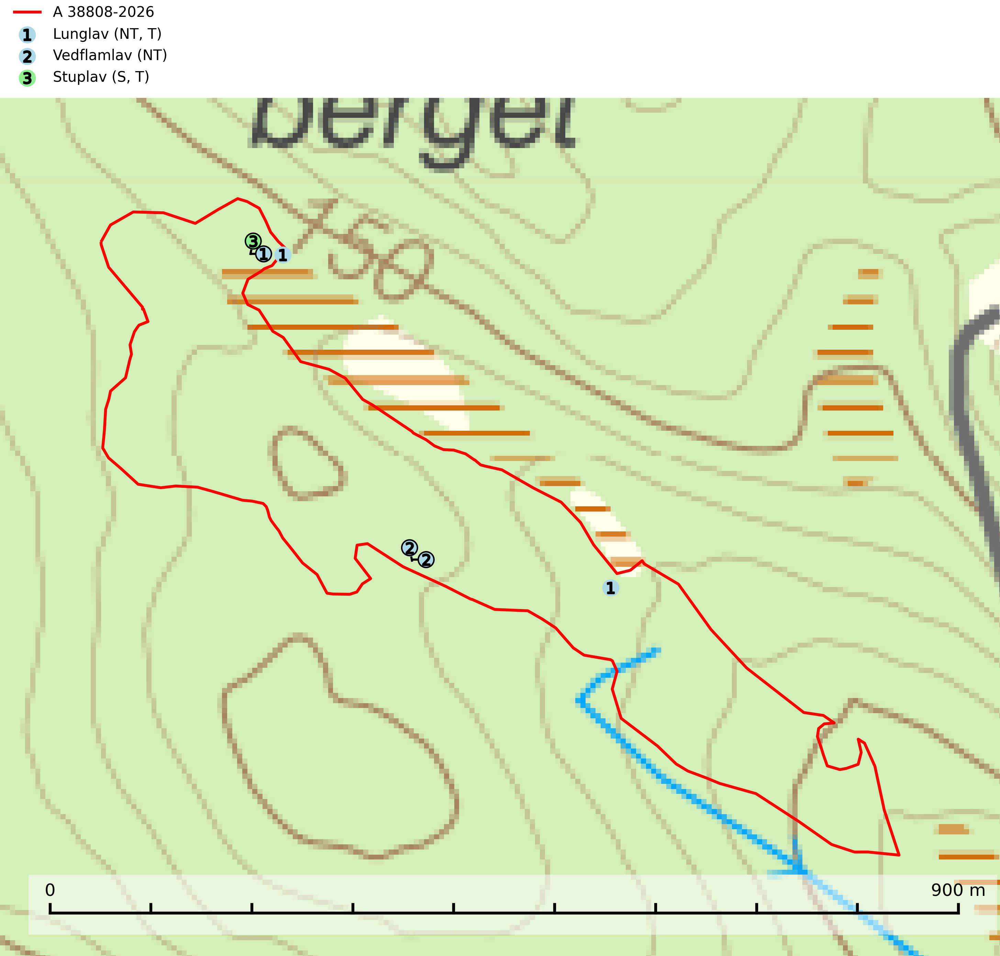 A 38808-2026
1 Lunglav (NT, T)
2 Vedflamlav (NT)
3 Stuplav (S, T)
berget
3
1 1
2
2
1
0 900 m